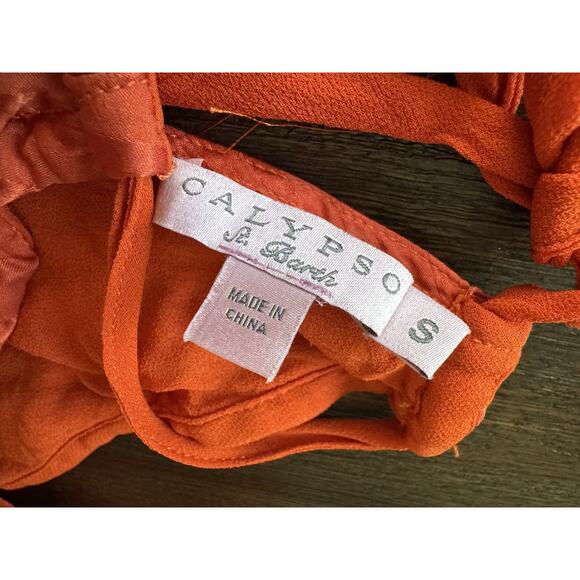 CALYPSO
St. Barth
S
MADE IN
CHINA